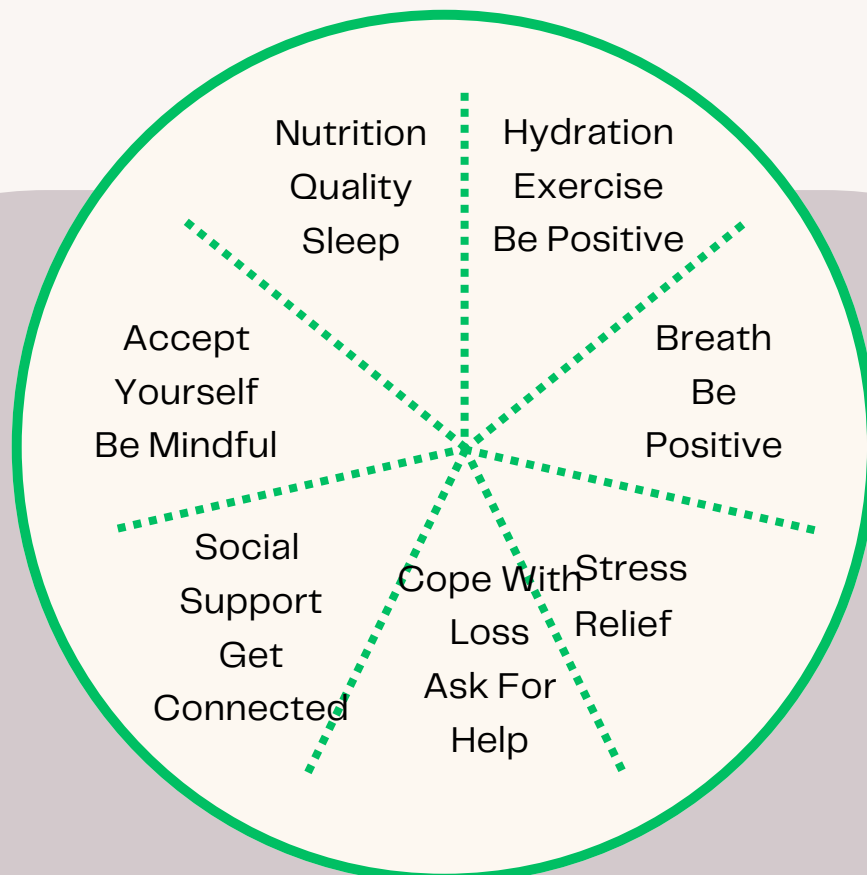 Nutrition
Quality
Sleep
Hydration
Exercise
Be Positive
Accept
Yourself
Be Mindful
Breath
Be
Positive
Social
Support
Get
Connected
Cope With
Loss
Ask For
Help
Stress
Relief